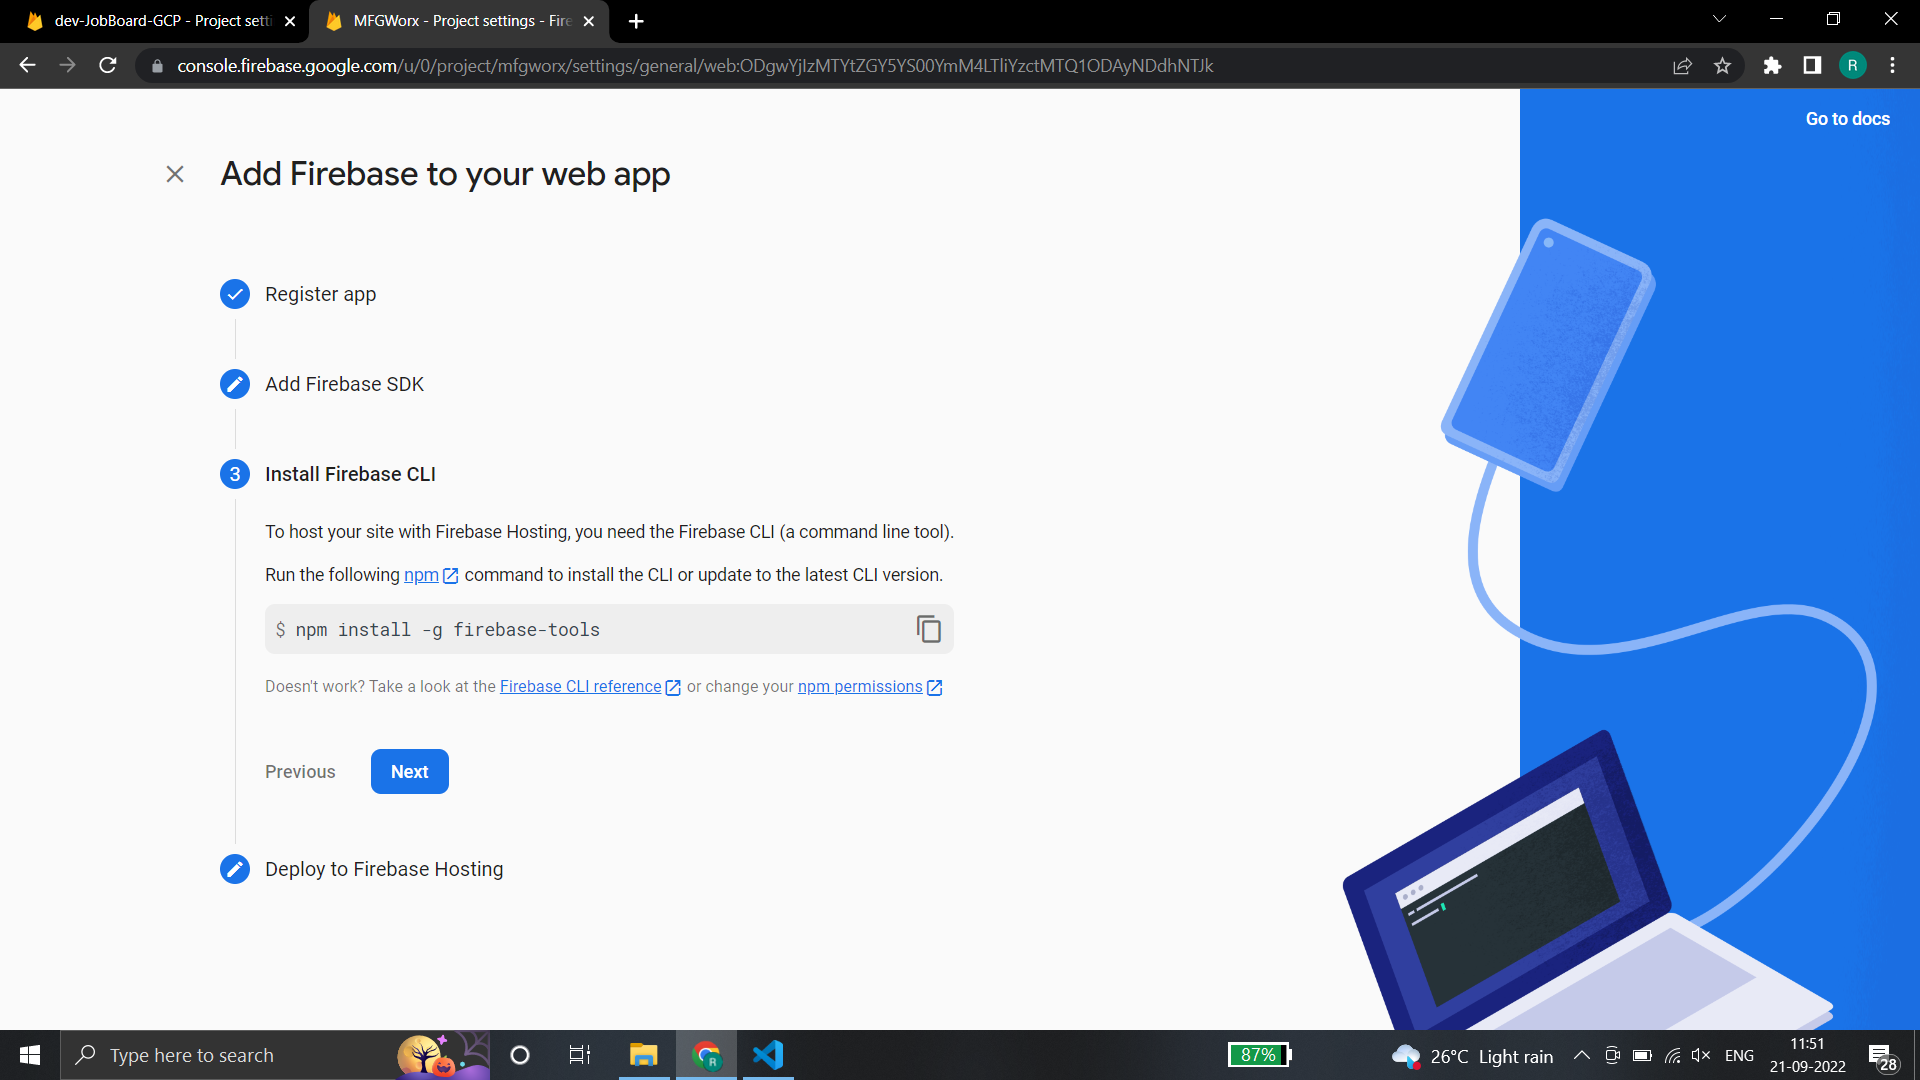 dev-JobBoard-GCP - Project setti
MFGWorx - Project settings - Fire
console.firebase.google.com/u/0/project/mfgworx/settings/general/web:ODgwYjIzMTYtZGY5YS00YmM4LTliYzctMTQ1ODAyNDdhNTJk
R
Go to docs
Add Firebase to your web app
Register app
Add Firebase SDK
3 Install Firebase CLI
To host your site with Firebase Hosting, you need the Firebase CLI (a command line tool).
Run the following npm command to install the CLI or update to the latest CLI version.
$ npm install -g firebase-tools
Doesn't work? Take a look at the Firebase CLI reference or change your npm permissions
Previous Next
Deploy to Firebase Hosting
Type here to search
R
87%
26°C Light rain
ENG
11:51
21-09-2022
28